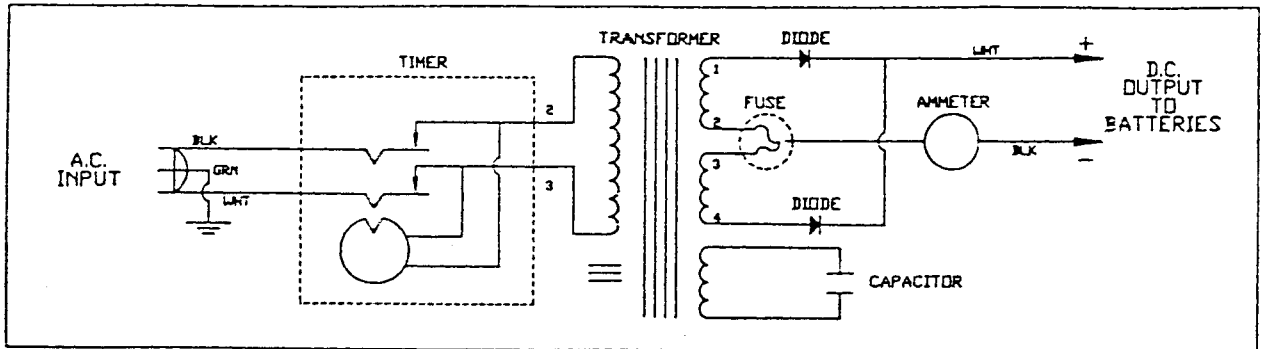 TIMER
TRANSFORMER
DIODE
WHT
+
D.C.
OUTPUT
TO
BATTERIES
1
FUSE
AMMETER
2
2
BLK
A.C.
INPUT
GRN
BLK
–
3
3
WHT
4
DIODE
CAPACITOR